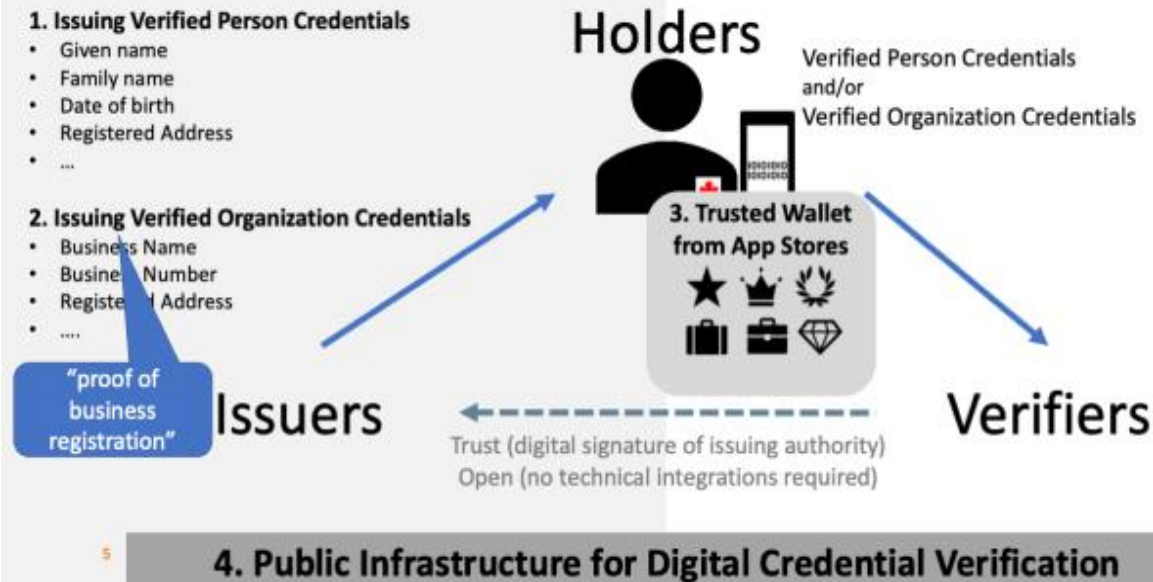 1. Issuing Verified Person Credentials
• Given name
• Family name
• Date of birth
• Registered Address
• ...
2. Issuing Verified Organization Credentials
• Business Name
• Business Number
• Registered Address
• ....
"proof of
business
registration"
Issuers
Holders
Verified Person Credentials
and/or
Verified Organization Credentials
3. Trusted Wallet
from App Stores
Trust (digital signature of issuing authority)
Open (no technical integrations required)
Verifiers
5
4. Public Infrastructure for Digital Credential Verification